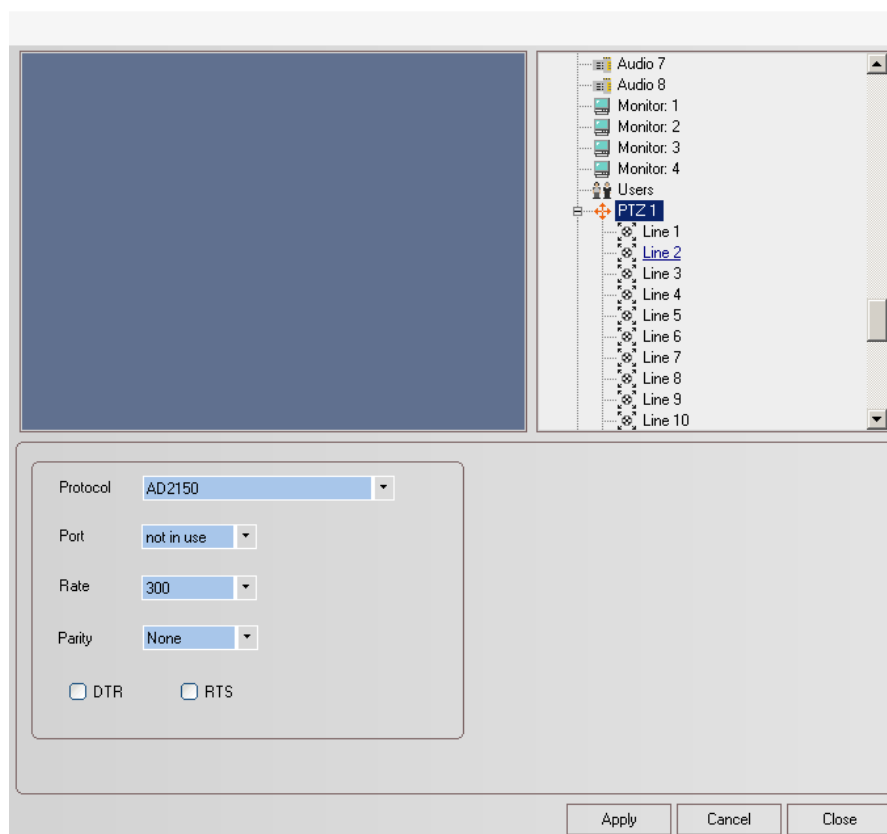 Audio 7
Audio 8
Monitor: 1
Monitor: 2
Monitor: 3
Monitor: 4
Users
PTZ 1
Line 1
Line 2
Line 3
Line 4
Line 5
Line 6
Line 7
Line 8
Line 9
Line 10
Protocol AD2150
Port not in use
Rate 300
Parity None
DTR RTS
Apply Cancel Close